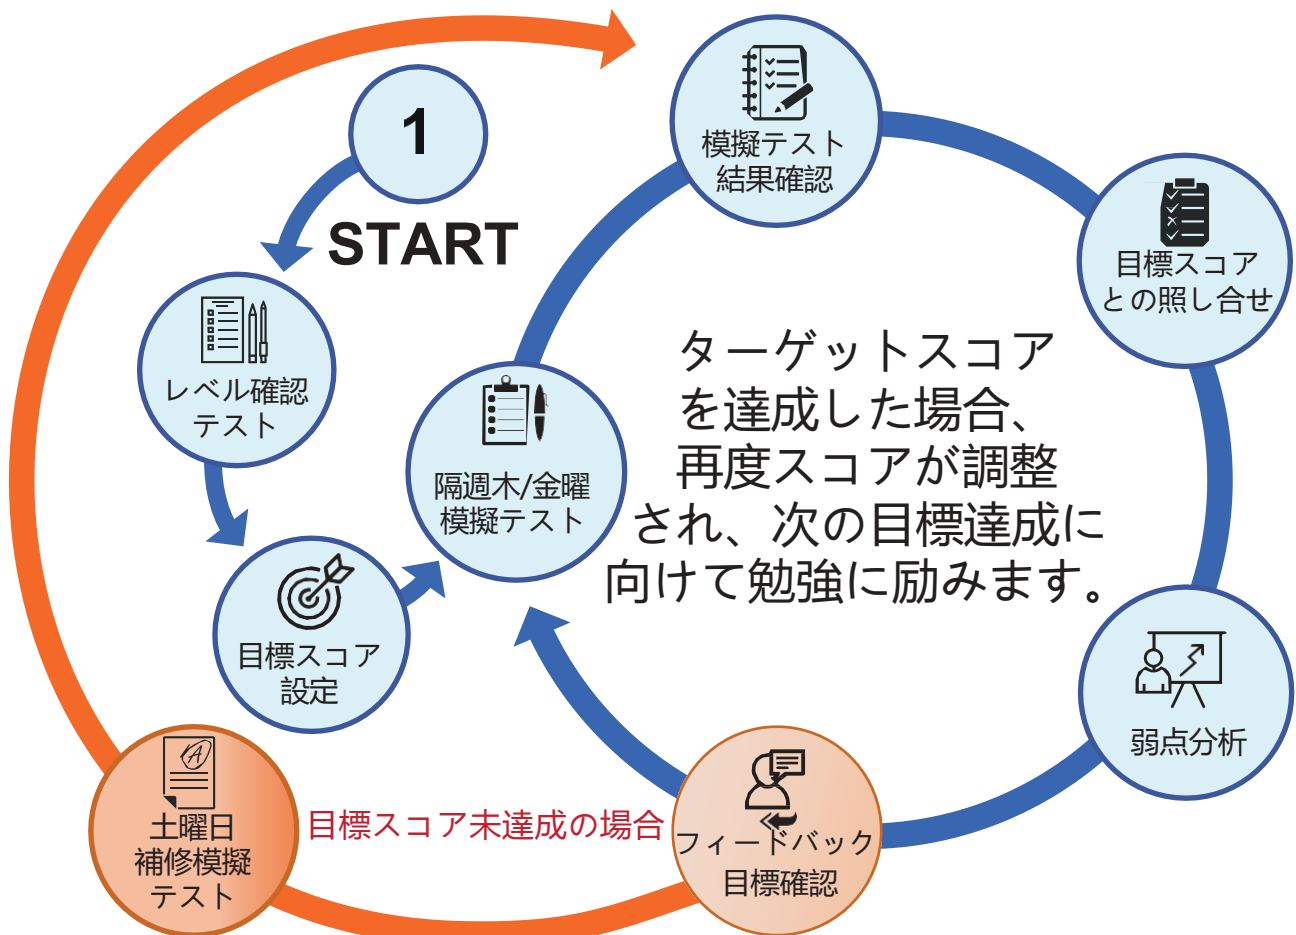 1
START
レベル確認
テスト
目標スコア
設定
隔週木/金曜
模擬テスト
模擬テスト
結果確認
目標スコア
との照し合せ
弱点分析
フィードバック
目標確認
目標スコア未達成の場合
土曜日
補修模擬
テスト
ターゲットスコア
を達成した場合、
再度スコアが調整
され、次の目標達成に
向けて勉強に励みます。
A